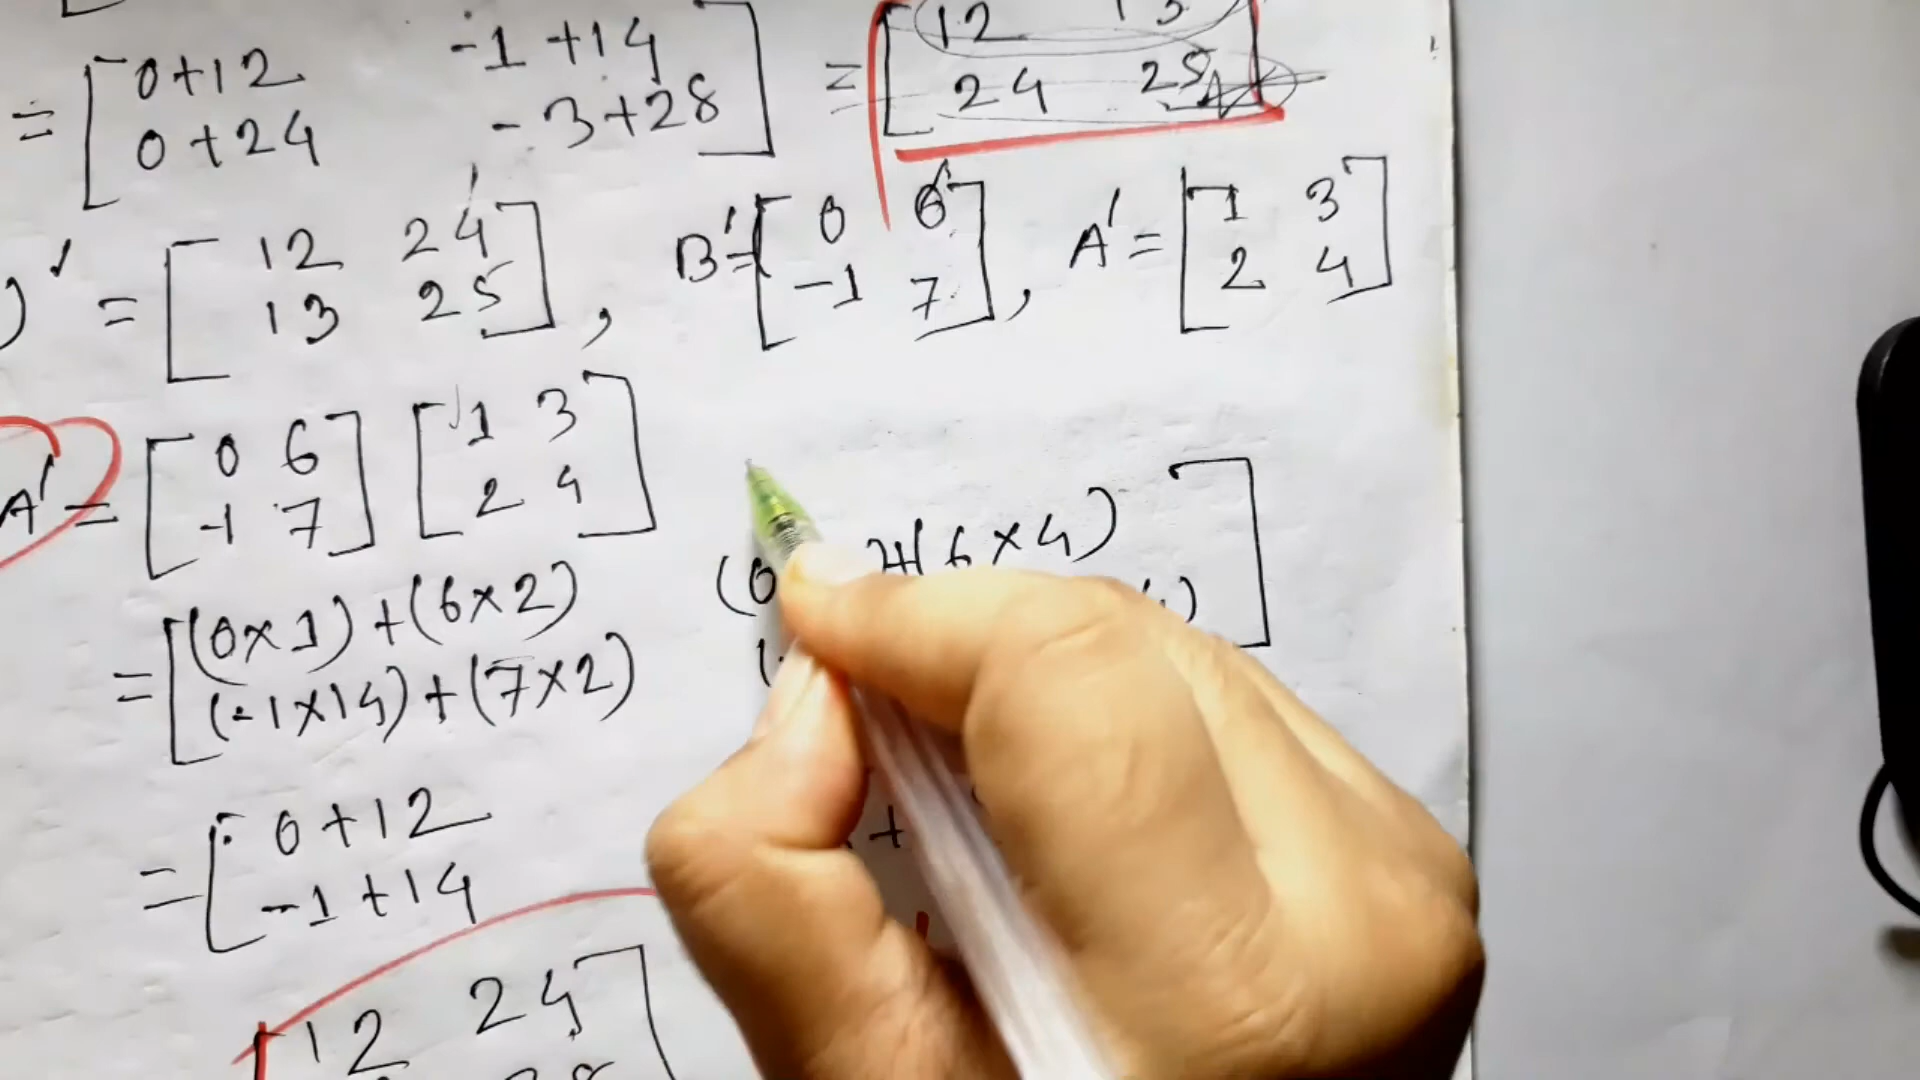 = [ 0+12 -1+14 ] = [ 12 13
0+24 -3+28 24 25 ]
)' = [ 12 24 ] , B' = [ 0 6 ] , A' = [ 1 3 ]
13 25 -1 7 2 4
A' = [ 0 6 ] [ 1 3 ]
-1 7 2 4
= [ (0×1)+(6×2) (0 +(6×4) ]
(-1×14)+(7×2) (
= [ 0+12 +
-1+14
[ 12 24 ]